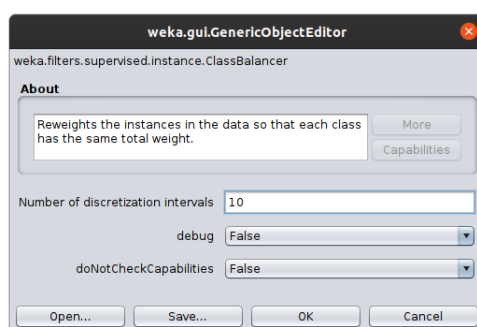 weka.gui.GenericObjectEditor
weka.filters.supervised.instance.ClassBalancer
About
Reweights the instances in the data so that each class
has the same total weight.
More
Capabilities
Number of discretization intervals 10
debug False
doNotCheckCapabilities False
Open... Save... OK Cancel